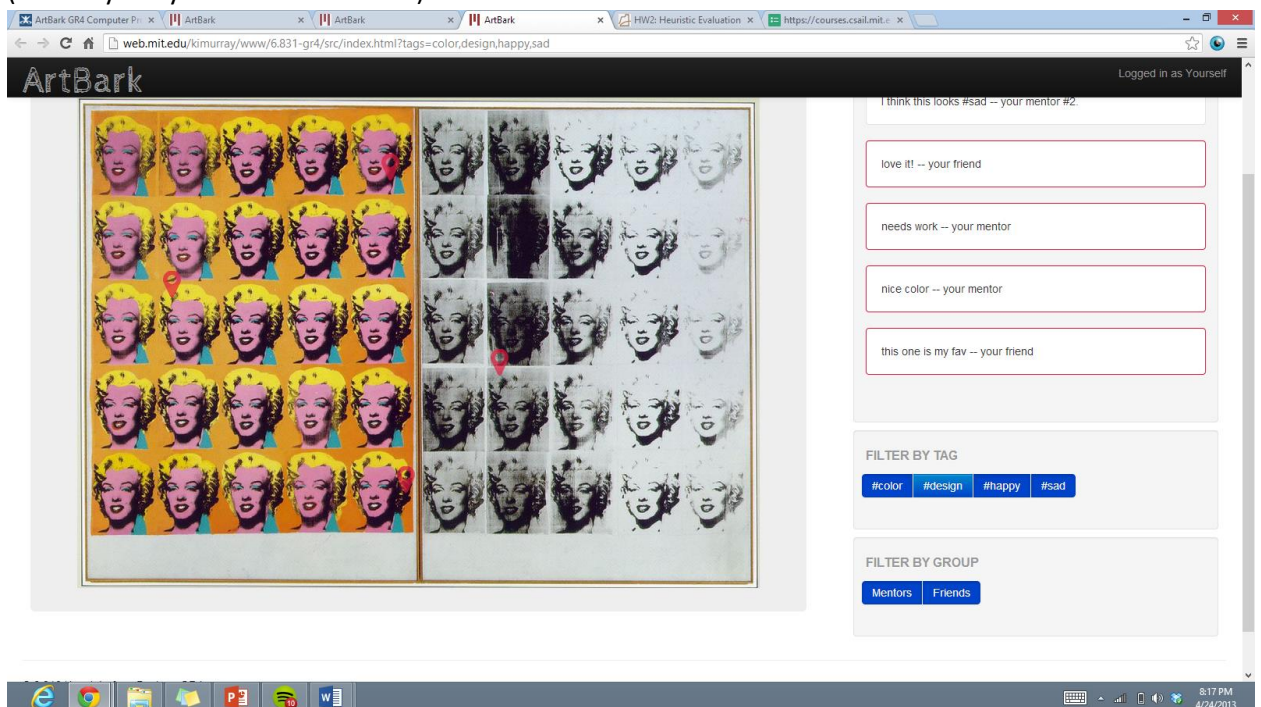 ArtBark GR4 Computer Pr
ArtBark
ArtBark
ArtBark
HW2: Heuristic Evaluation
https://courses.csail.mit.e
web.mit.edu/kimurray/www/6.831-gr4/src/index.html?tags=color,design,happy,sad
ArtBark
Logged in as Yourself
I think this looks #sad -- your mentor #2.
love it! -- your friend
needs work -- your mentor
nice color -- your mentor
this one is my fav -- your friend
FILTER BY TAG
#color #design #happy #sad
FILTER BY GROUP
Mentors Friends
8:17 PM
4/24/2013